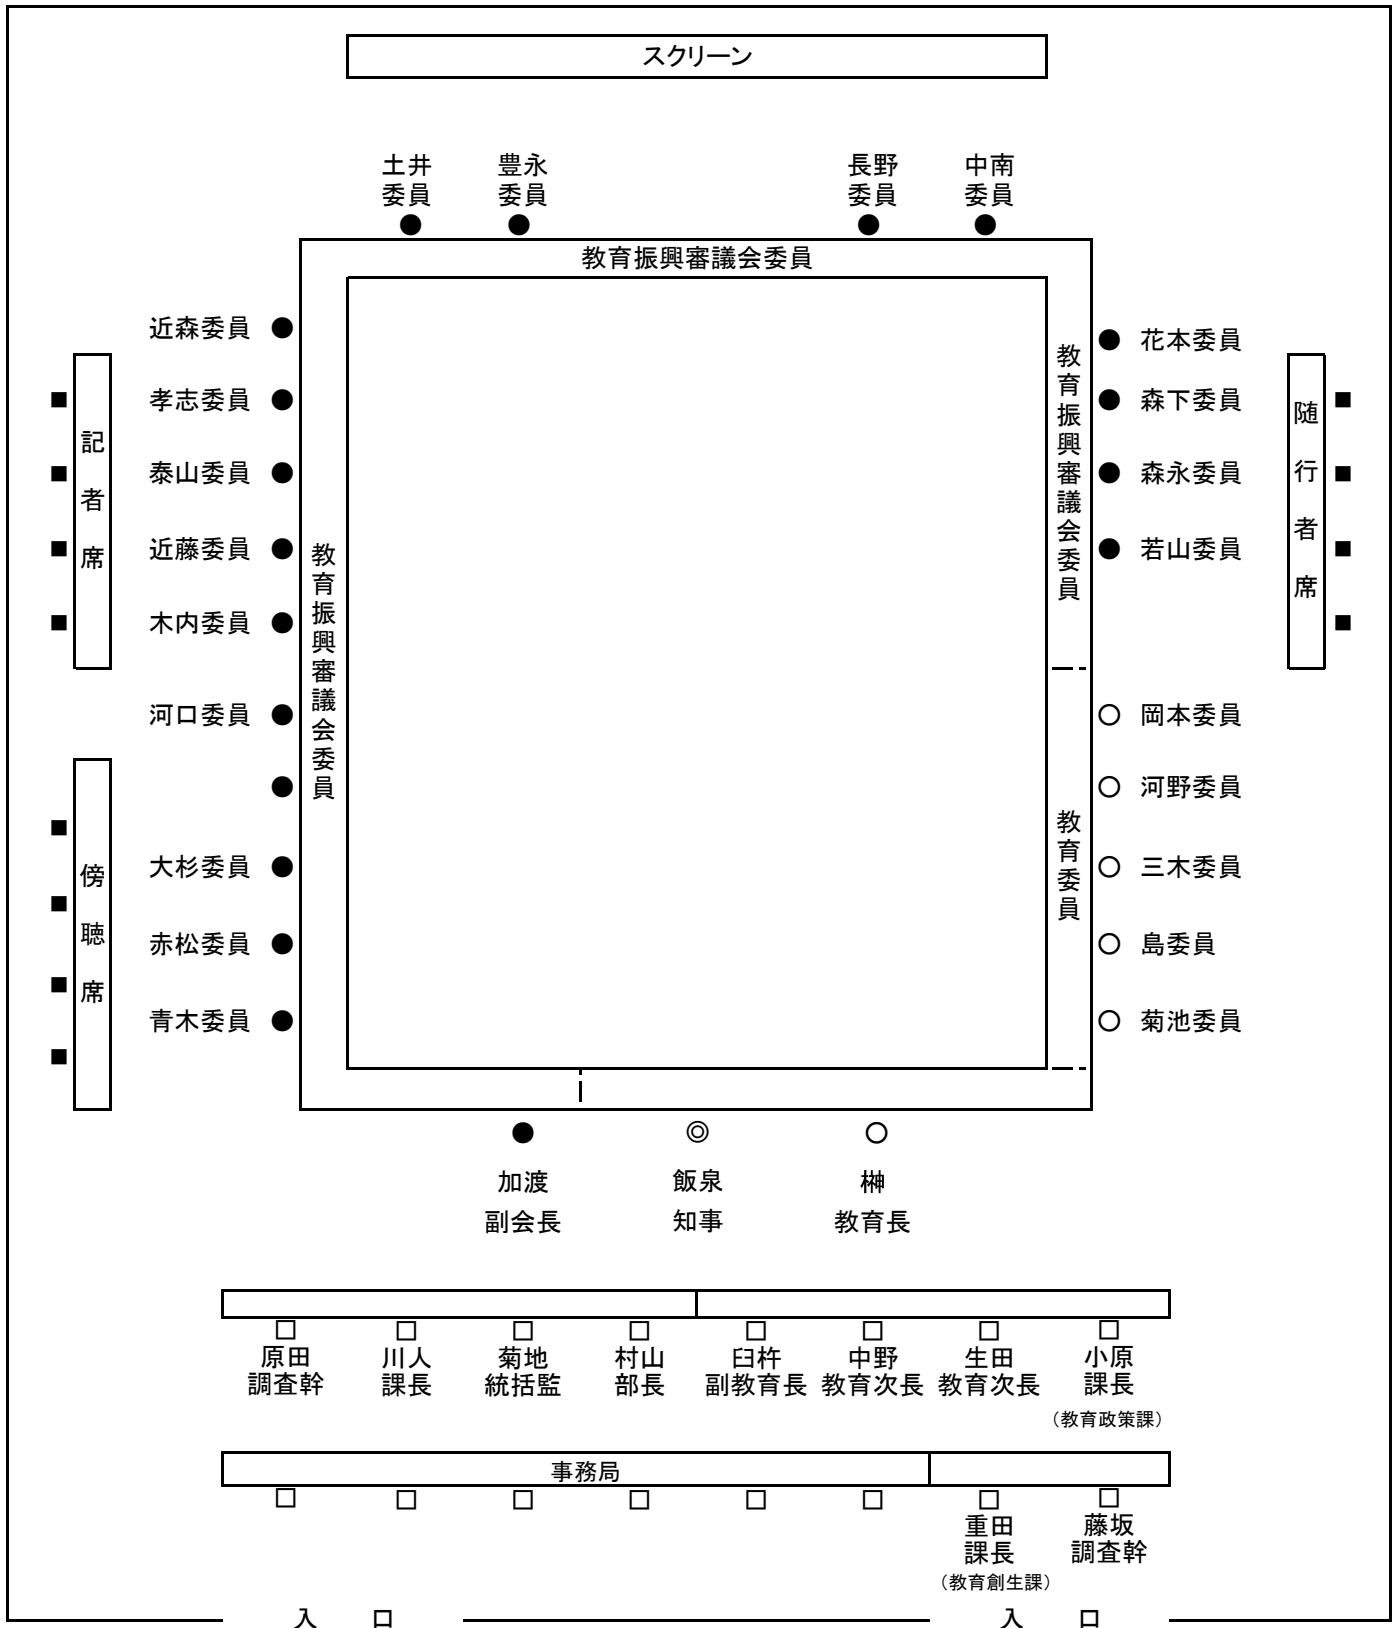 スクリーン
土井
委員
豊永
委員
長野
委員
中南
委員
教育振興審議会委員
近森委員
孝志委員
泰山委員
近藤委員
木内委員
河口委員
大杉委員
赤松委員
青木委員
記者席
傍聴席
教育振興審議会委員
教育振興審議会委員
教育委員
花本委員
森下委員
森永委員
若山委員
岡本委員
河野委員
三木委員
島委員
菊池委員
随行者席
加渡
副会長
飯泉
知事
榊
教育長
原田
調査幹
川人
課長
菊地
統括監
村山
部長
臼杵
副教育長
中野
教育次長
生田
教育次長
小原
課長
（教育政策課）
事務局
重田
課長
（教育創生課）
藤坂
調査幹
入　口
入　口